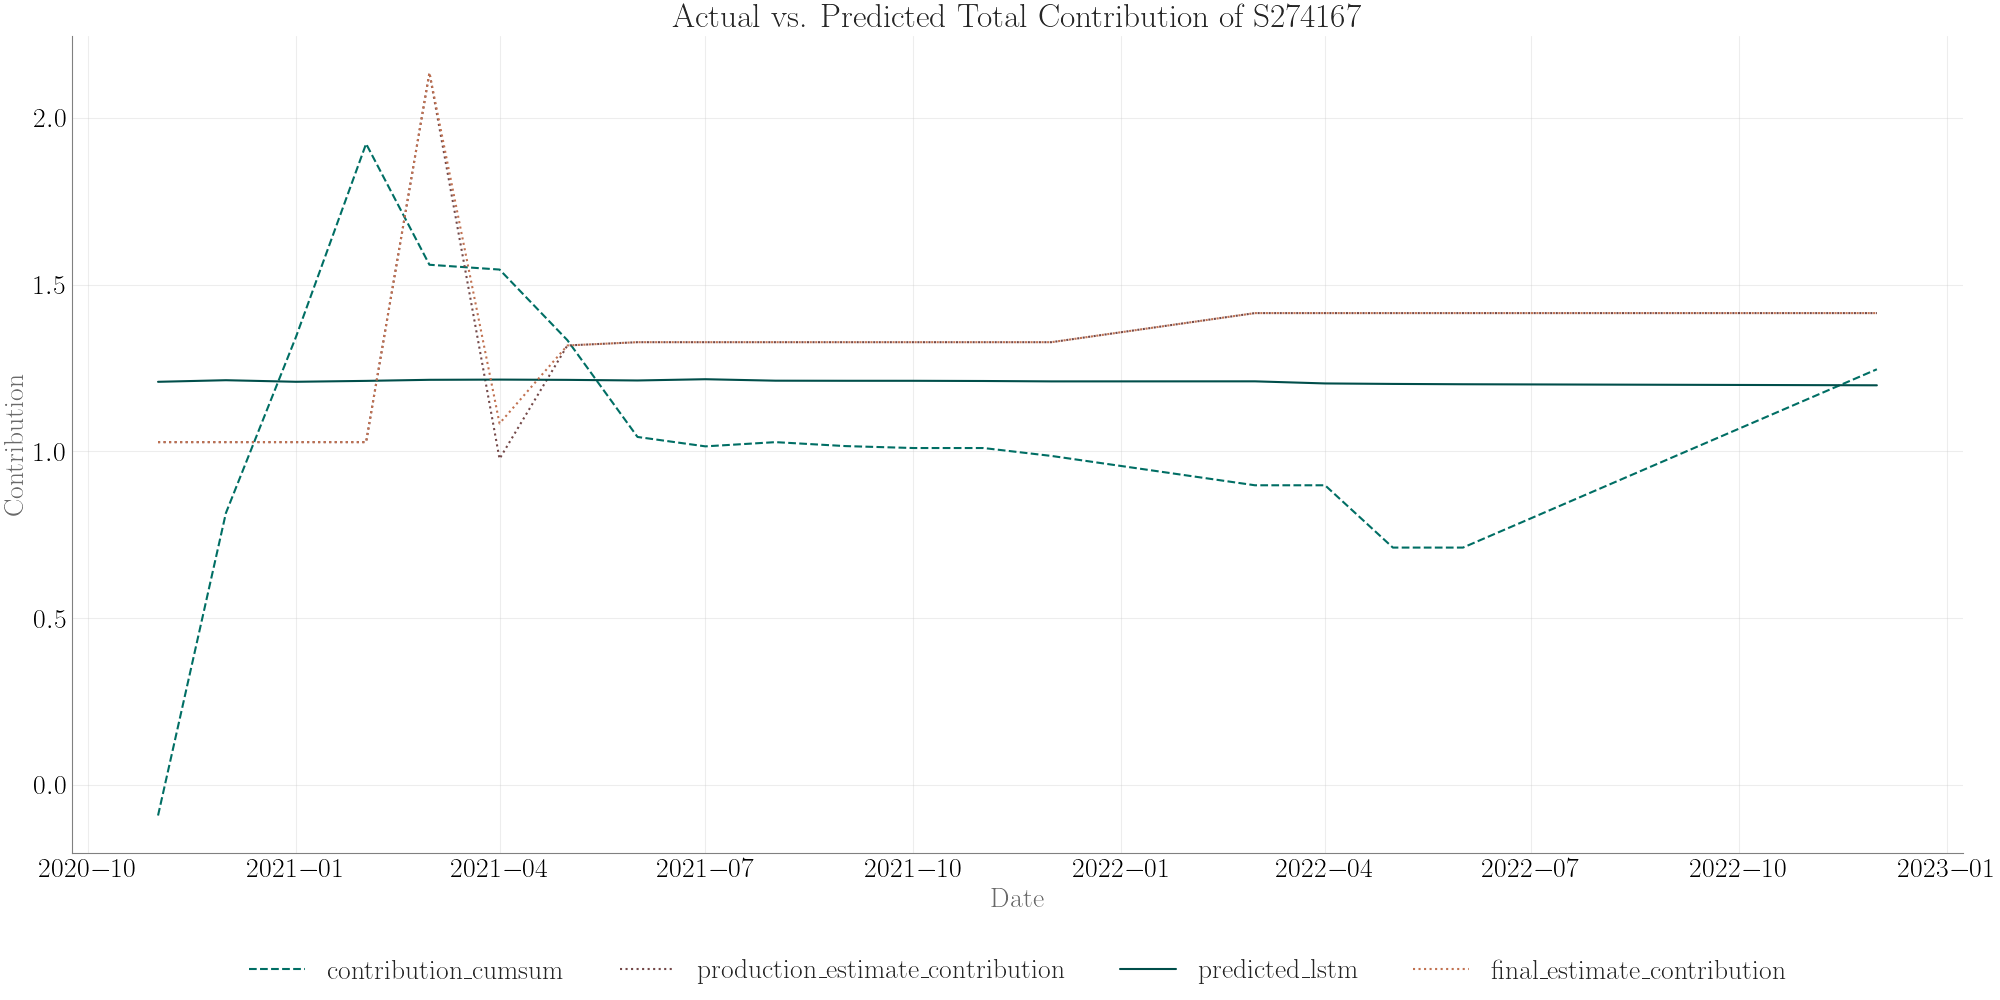 Actual vs. Predicted Total Contribution of S274167
Contribution
2.0
1.5
1.0
0.5
0.0
2020−10 2021−01 2021−04 2021−07 2021−10 2022−01 2022−04 2022−07 2022−10 2023−01
Date
contribution_cumsum production_estimate_contribution predicted_lstm final_estimate_contribution